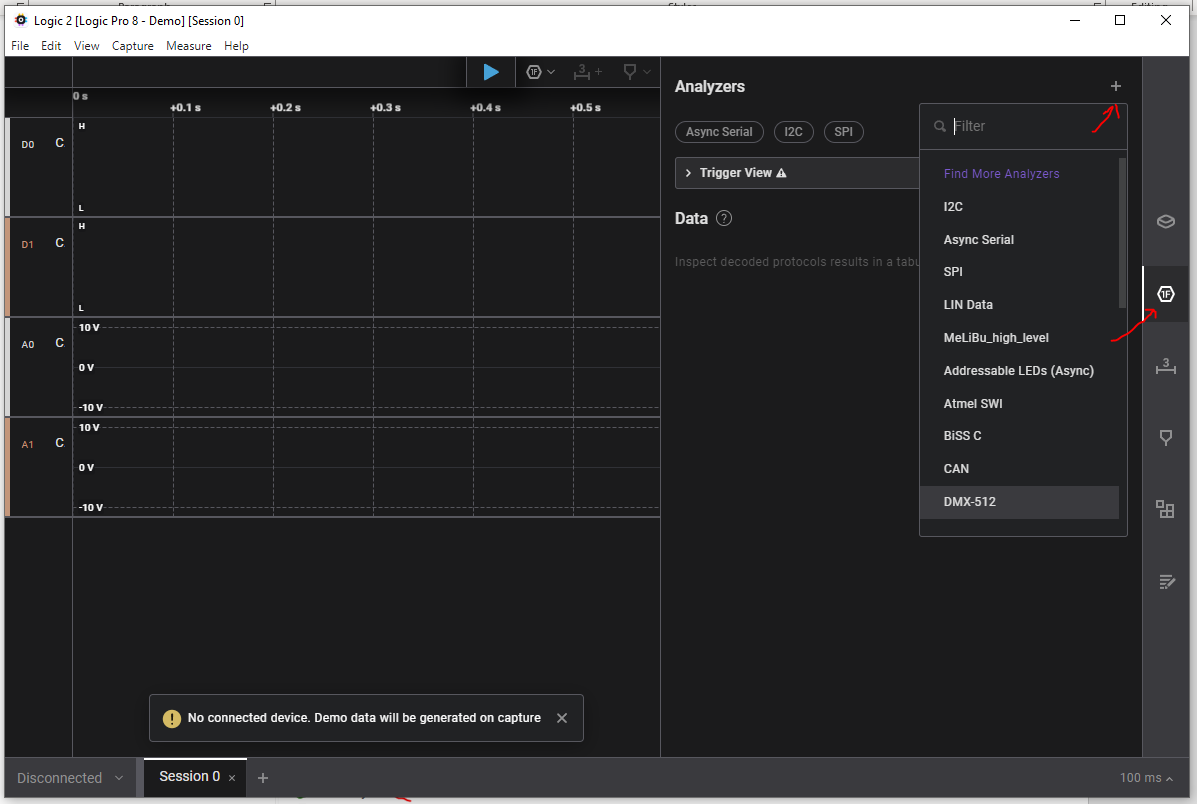 Logic 2 [Logic Pro 8 - Demo] [Session 0]
File Edit View Capture Measure Help
1F
3
+
Analyzers
+
0 s
+0.1 s +0.2 s +0.3 s +0.4 s +0.5 s
Filter
Async Serial I2C SPI
D0 C H
L
Trigger View
Find More Analyzers
I2C
Data ?
D1 C H
L
Async Serial
Inspect decoded protocols results in a tabu
SPI
1F
LIN Data
A0 C 10 V
0 V
-10 V
MeLiBu_high_level
3
Addressable LEDs (Async)
Atmel SWI
A1 C 10 V
0 V
-10 V
BiSS C
CAN
DMX-512
No connected device. Demo data will be generated on capture
Disconnected Session 0 × + 100 ms